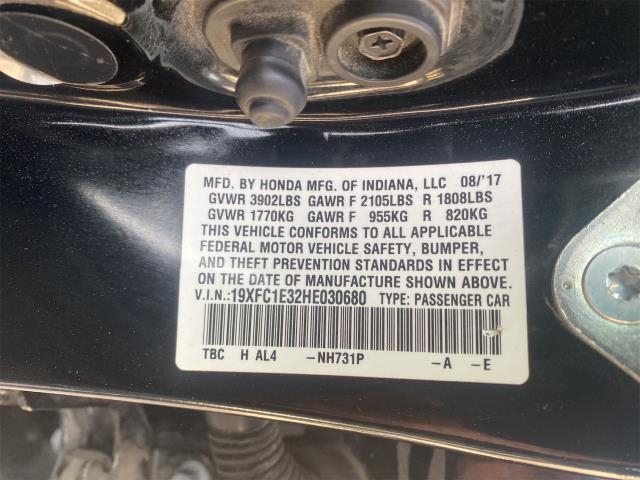 MFD. BY HONDA MFG. OF INDIANA, LLC 08/'17
GVWR 3902LBS GAWR F 2105LBS R 1808LBS
GVWR 1770KG GAWR F 955KG R 820KG
THIS VEHICLE CONFORMS TO ALL APPLICABLE
FEDERAL MOTOR VEHICLE SAFETY, BUMPER,
AND THEFT PREVENTION STANDARDS IN EFFECT
ON THE DATE OF MANUFACTURE SHOWN ABOVE.
V.I.N.:19XFC1E32HE030680 TYPE: PASSENGER CAR
TBC H AL4 -NH731P -A -E